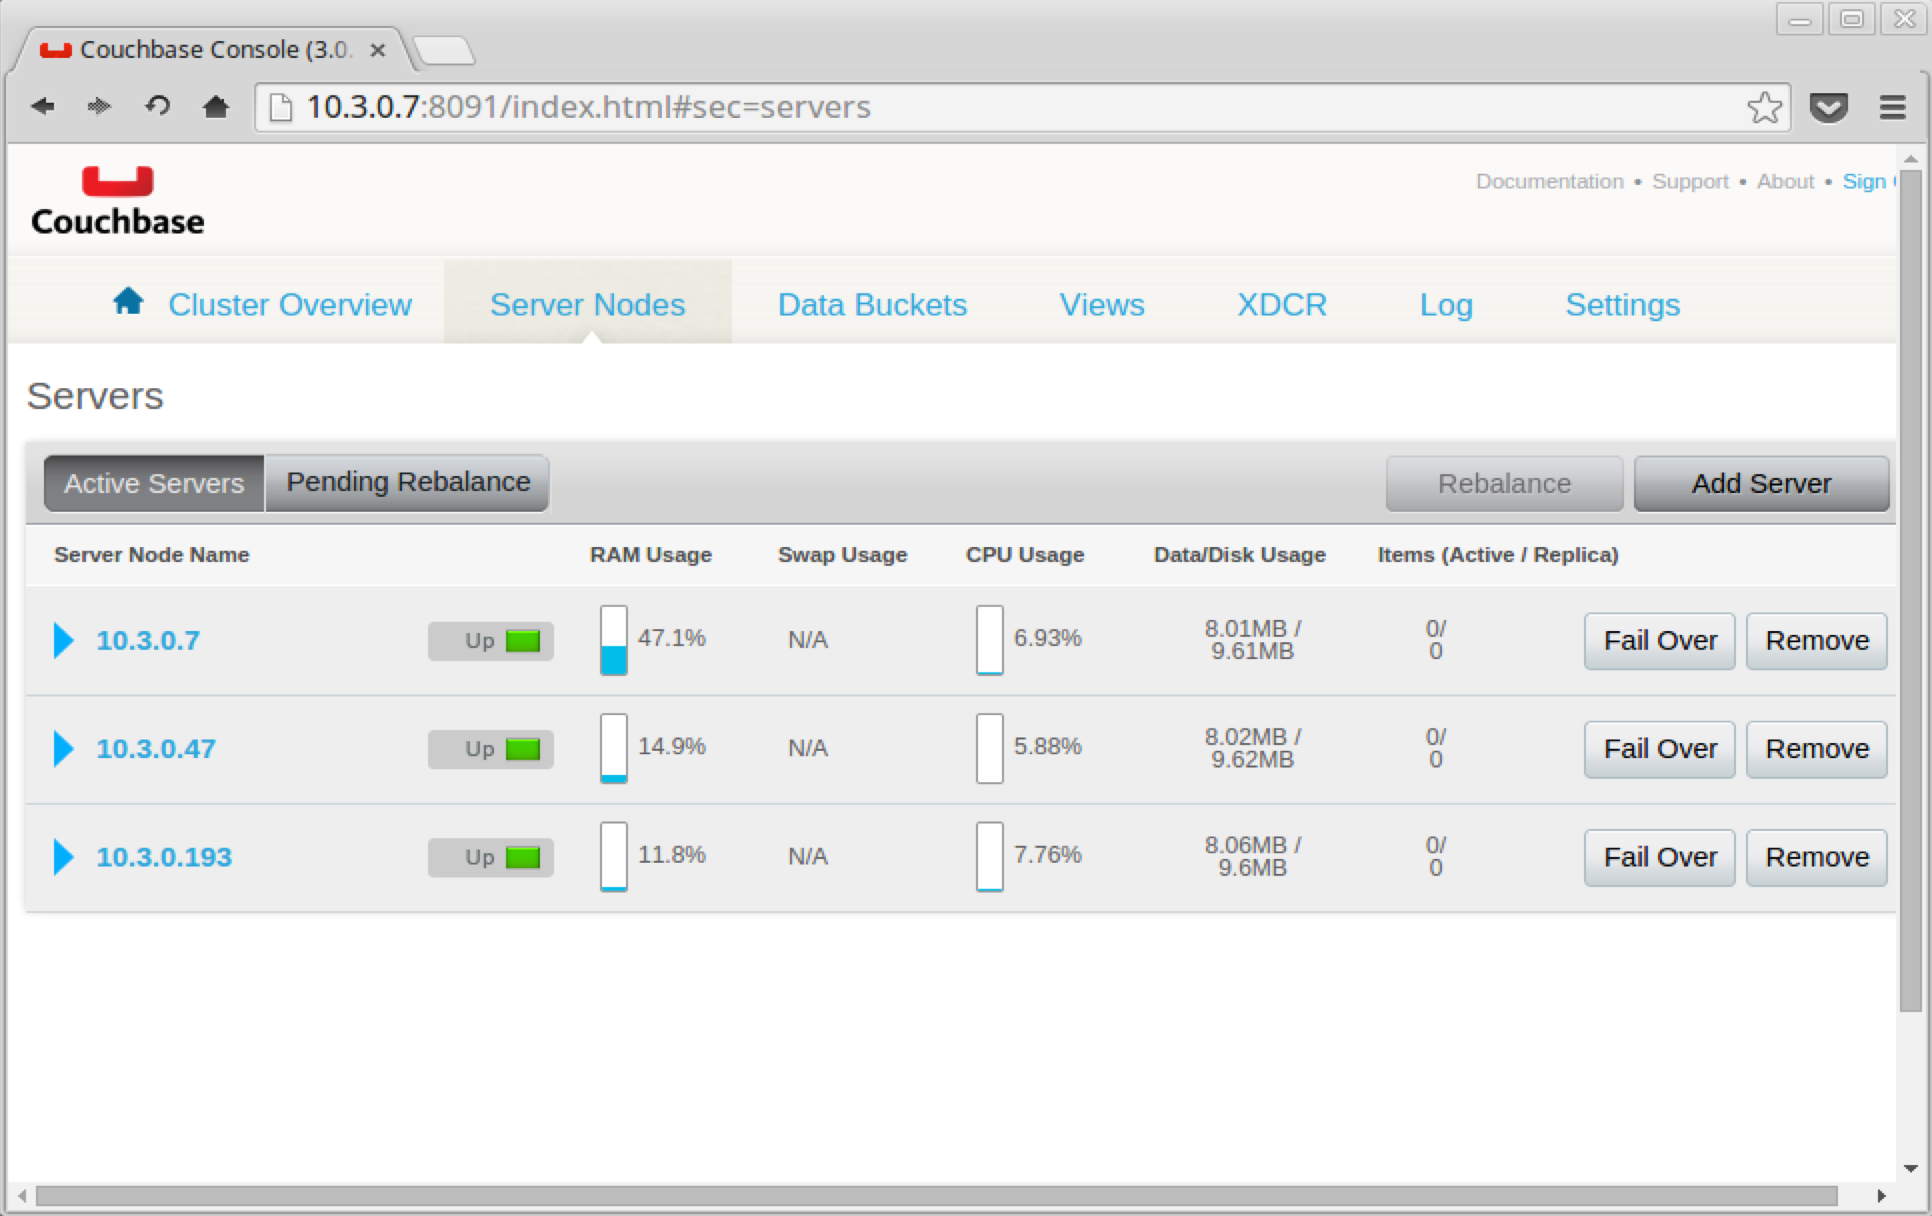 Couchbase Console (3.0.
10.3.0.7:8091/index.html#sec=servers
Documentation • Support • About • Sign
Couchbase
Cluster Overview Server Nodes Data Buckets Views XDCR Log Settings
Servers
Active Servers Pending Rebalance Rebalance Add Server
Server Node Name RAM Usage Swap Usage CPU Usage Data/Disk Usage Items (Active / Replica)
10.3.0.7 Up 47.1% N/A 6.93% 8.01MB / 9.61MB 0/ 0 Fail Over Remove
10.3.0.47 Up 14.9% N/A 5.88% 8.02MB / 9.62MB 0/ 0 Fail Over Remove
10.3.0.193 Up 11.8% N/A 7.76% 8.06MB / 9.6MB 0/ 0 Fail Over Remove